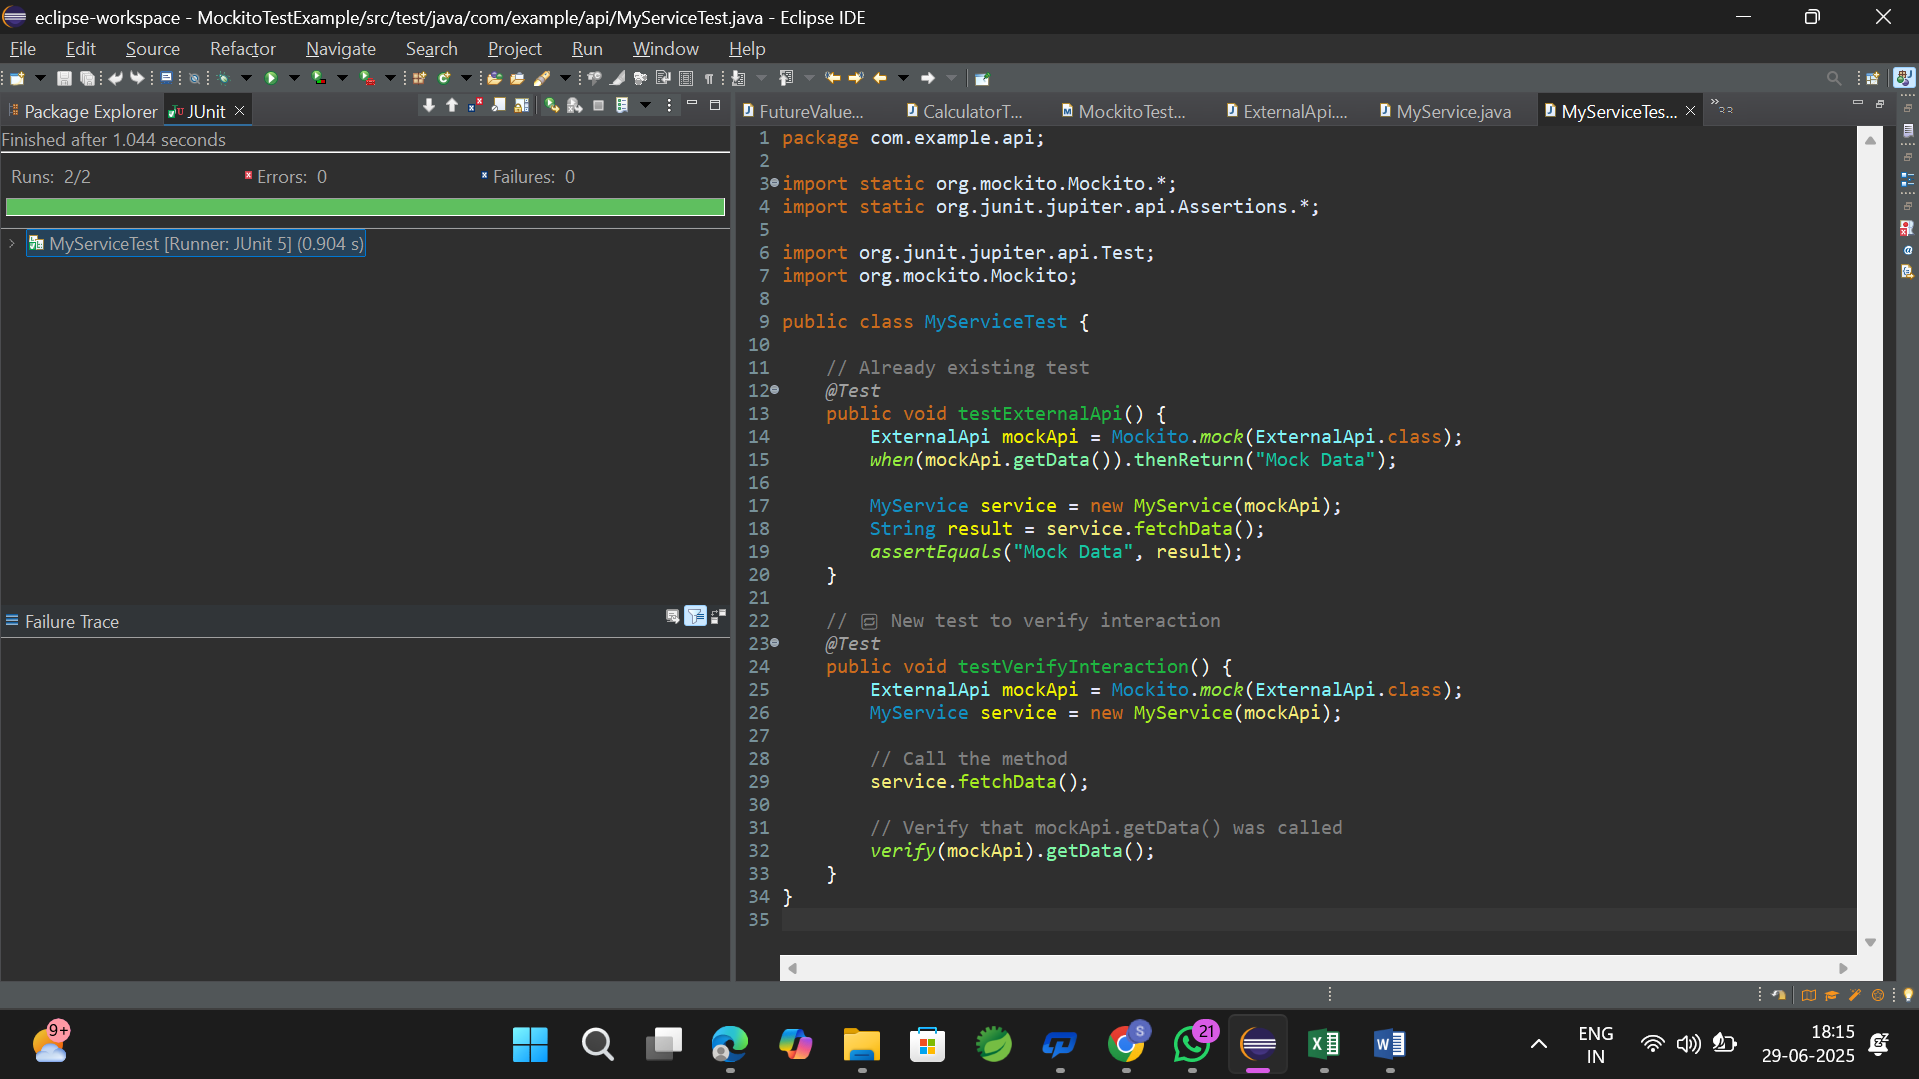 eclipse-workspace - MockitoTestExample/src/test/java/com/example/api/MyServiceTest.java - Eclipse IDE
File Edit Source Refactor Navigate Search Project Run Window Help
Package Explorer JUnit
Finished after 1.044 seconds
Runs: 2/2 Errors: 0 Failures: 0
MyServiceTest [Runner: JUnit 5] (0.904 s)
Failure Trace
FutureValue... CalculatorT... MockitoTest... ExternalApi.... MyService.java MyServiceTes... »23
1 package com.example.api;
2
3 import static org.mockito.Mockito.*;
4 import static org.junit.jupiter.api.Assertions.*;
5
6 import org.junit.jupiter.api.Test;
7 import org.mockito.Mockito;
8
9 public class MyServiceTest {
10
11     // Already existing test
12     @Test
13     public void testExternalApi() {
14         ExternalApi mockApi = Mockito.mock(ExternalApi.class);
15         when(mockApi.getData()).thenReturn("Mock Data");
16
17         MyService service = new MyService(mockApi);
18         String result = service.fetchData();
19         assertEquals("Mock Data", result);
20     }
21
22     // New test to verify interaction
23     @Test
24     public void testVerifyInteraction() {
25         ExternalApi mockApi = Mockito.mock(ExternalApi.class);
26         MyService service = new MyService(mockApi);
27
28         // Call the method
29         service.fetchData();
30
31         // Verify that mockApi.getData() was called
32         verify(mockApi).getData();
33     }
34 }
35
9+
S
21
ENG
IN
18:15
29-06-2025